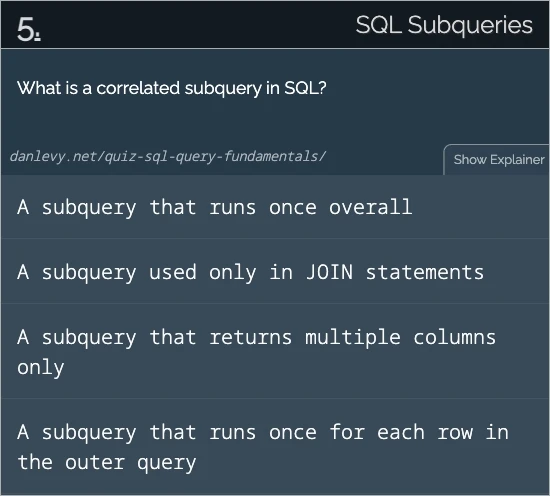 5.
SQL Subqueries
What is a correlated subquery in SQL?
danlevy.net/quiz-sql-query-fundamentals/
Show Explainer
A subquery that runs once overall
A subquery used only in JOIN statements
A subquery that returns multiple columns
only
A subquery that runs once for each row in
the outer query